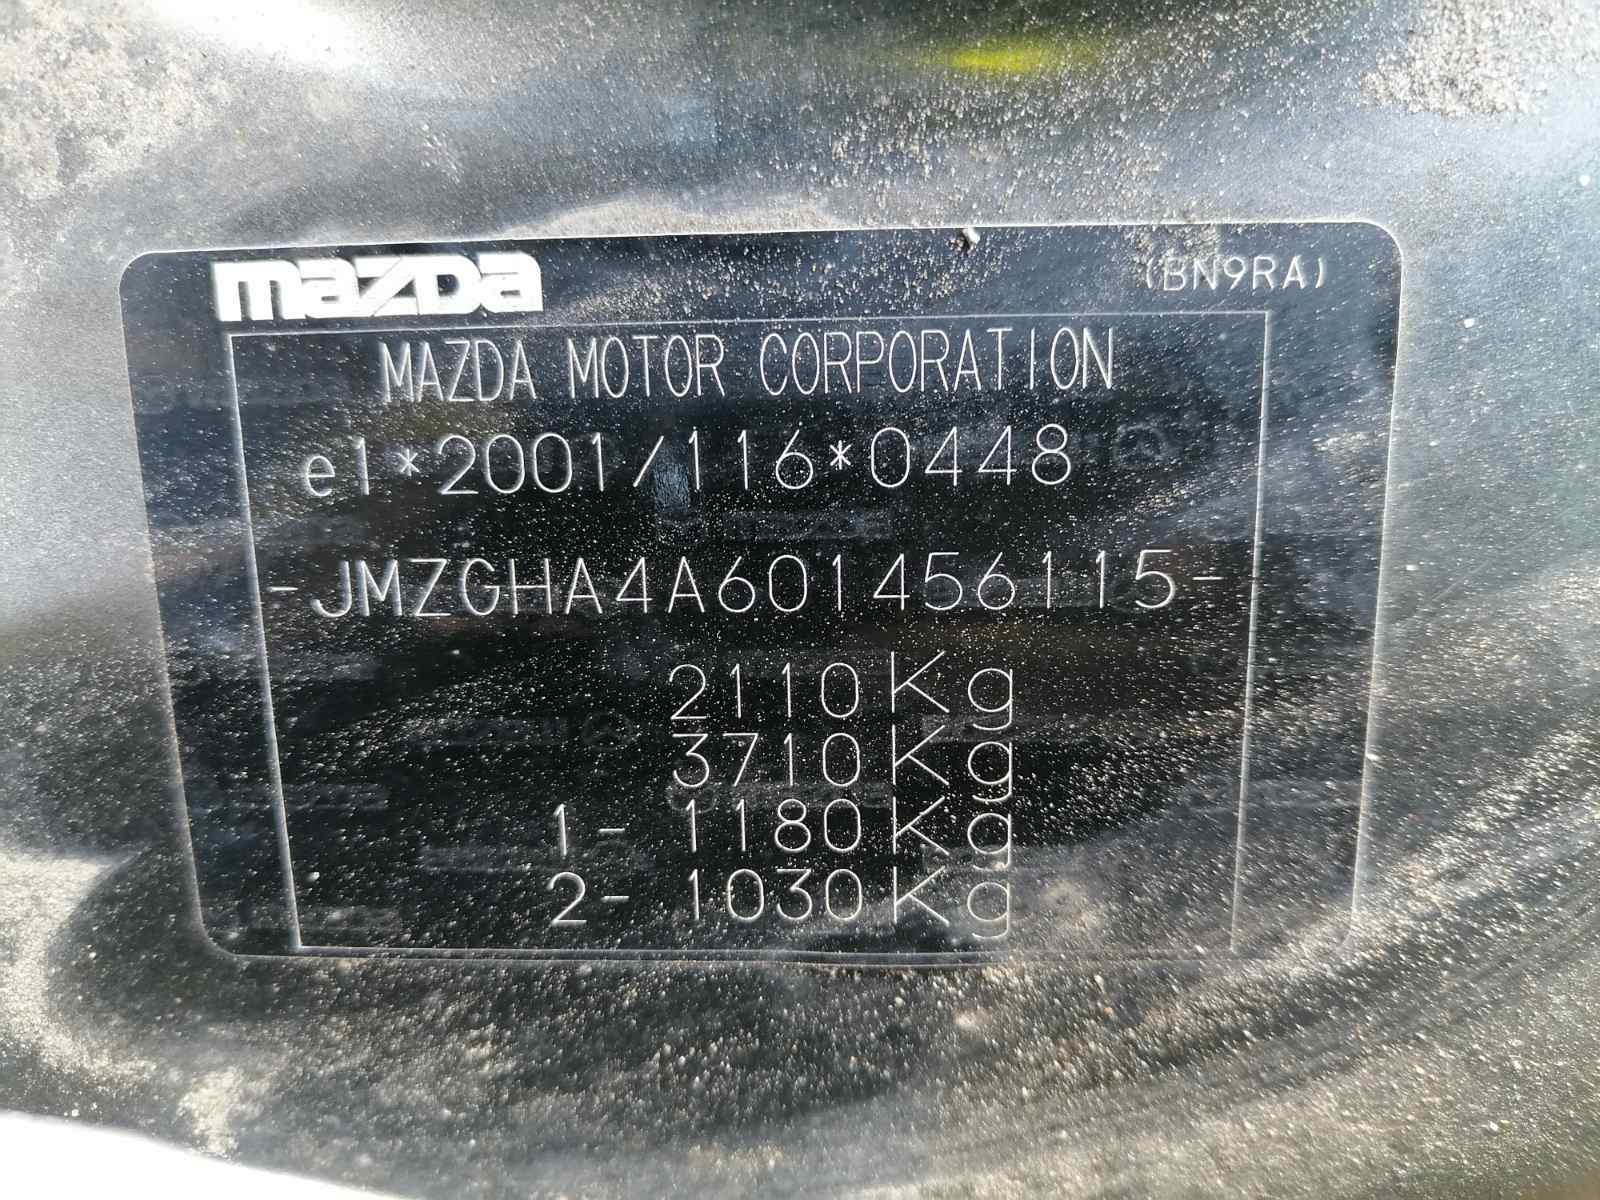 mazda (BN9RA)
MAZDA MOTOR CORPORATION
e1*2001/116*0448
-JMZGHA4A601456115-
2110Kg
3710Kg
1- 1180Kg
2- 1030Kg